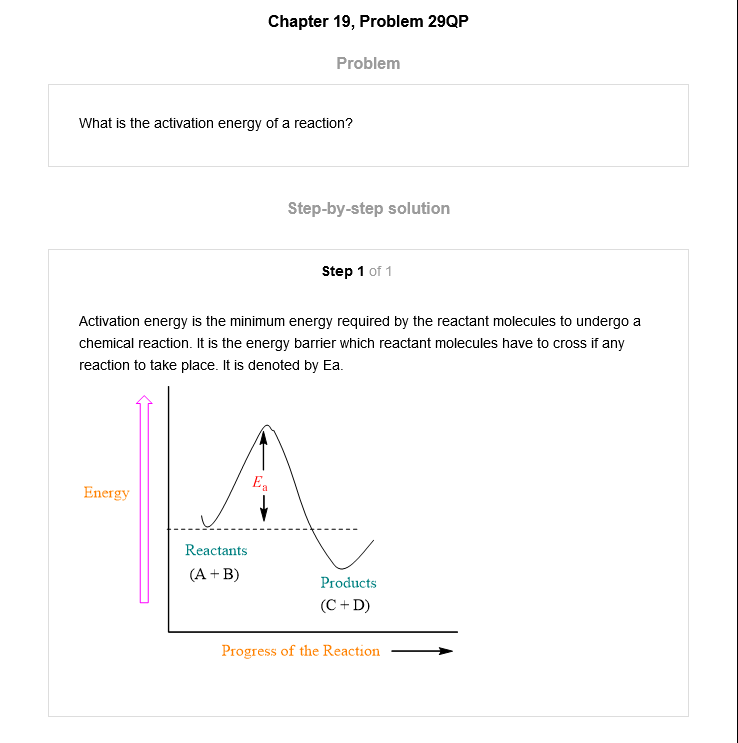 Chapter 19, Problem 29QP
Problem
What is the activation energy of a reaction?
Step-by-step solution
Step 1 of 1
Activation energy is the minimum energy required by the reactant molecules to undergo a
chemical reaction. It is the energy barrier which reactant molecules have to cross if any
reaction to take place. It is denoted by Ea.
Energy
Ea
Reactants
(A + B)
Products
(C + D)
Progress of the Reaction